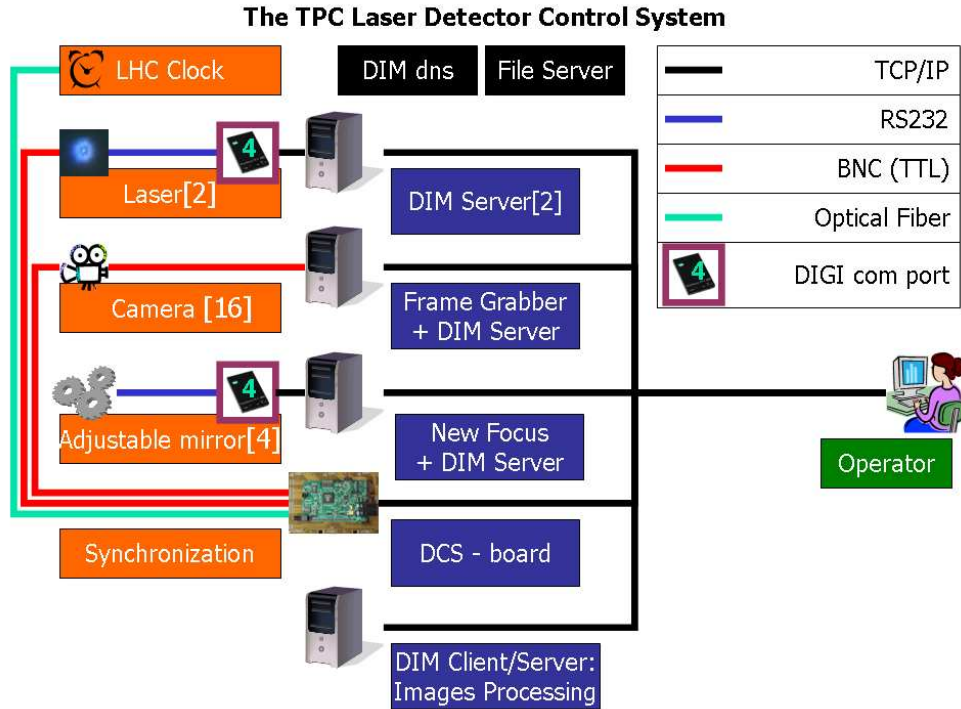 The TPC Laser Detector Control System
LHC Clock
DIM dns
File Server
TCP/IP
RS232
BNC (TTL)
Optical Fiber
4
DIGI com port
4
Laser[2]
DIM Server[2]
Camera [16]
Frame Grabber
+ DIM Server
4
Adjustable mirror[4]
New Focus
+ DIM Server
Operator
Synchronization
DCS - board
DIM Client/Server:
Images Processing